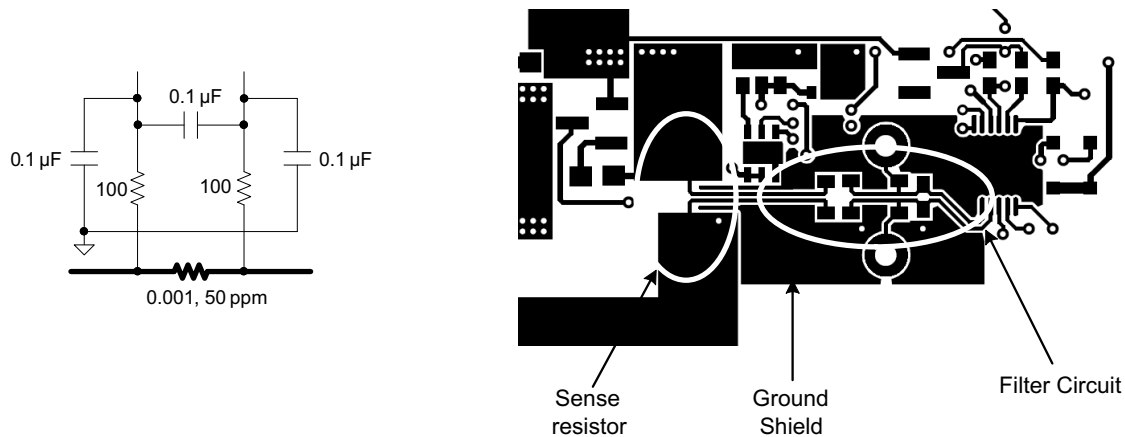 0.1 µF
0.1 µF
0.1 µF
100
100
0.001, 50 ppm
Sense
resistor
Ground
Shield
Filter Circuit